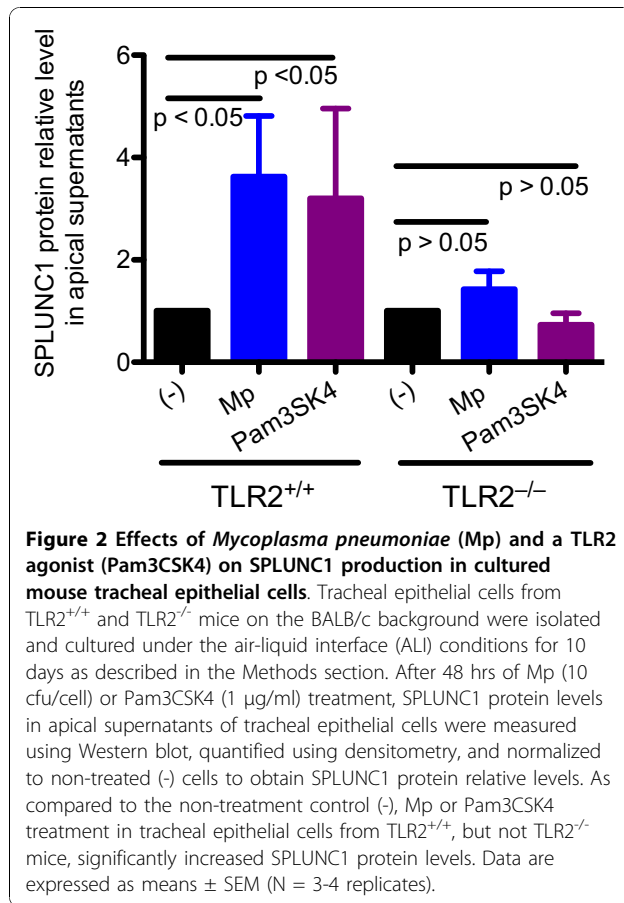 6
p <0.05
p < 0.05
4
p > 0.05
p > 0.05
2
0
SPLUNC1 protein relative level
in apical supernatants
(-)
Mp
Pam3SK4
(-)
Mp
Pam3SK4
TLR2+/+
TLR2–/–
Figure 2 Effects of Mycoplasma pneumoniae (Mp) and a TLR2
agonist (Pam3CSK4) on SPLUNC1 production in cultured
mouse tracheal epithelial cells. Tracheal epithelial cells from
TLR2+/+ and TLR2-/- mice on the BALB/c background were isolated
and cultured under the air-liquid interface (ALI) conditions for 10
days as described in the Methods section. After 48 hrs of Mp (10
cfu/cell) or Pam3CSK4 (1 μg/ml) treatment, SPLUNC1 protein levels
in apical supernatants of tracheal epithelial cells were measured
using Western blot, quantified using densitometry, and normalized
to non-treated (-) cells to obtain SPLUNC1 protein relative levels. As
compared to the non-treatment control (-), Mp or Pam3CSK4
treatment in tracheal epithelial cells from TLR2+/+, but not TLR2-/-
mice, significantly increased SPLUNC1 protein levels. Data are
expressed as means ± SEM (N = 3-4 replicates).